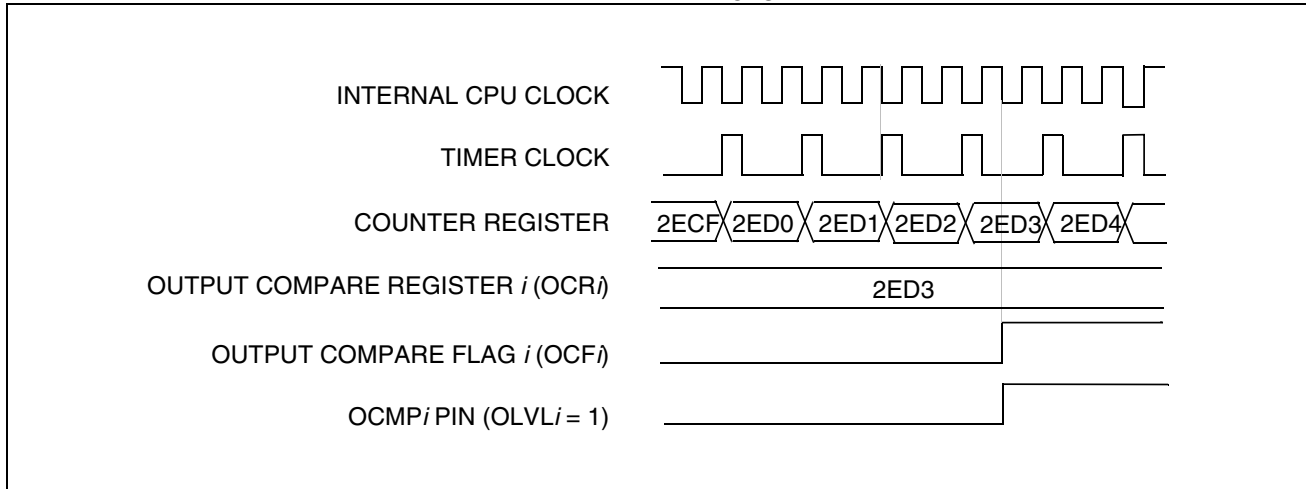 INTERNAL CPU CLOCK
TIMER CLOCK
COUNTER REGISTER 2ECF 2ED0 2ED1 2ED2 2ED3 2ED4
OUTPUT COMPARE REGISTER i (OCRi) 2ED3
OUTPUT COMPARE FLAG i (OCFi)
OCMPi PIN (OLVLi = 1)